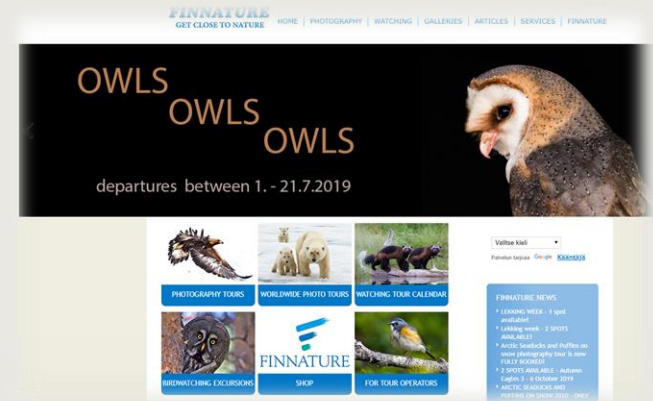 FINNATURE
GET CLOSE TO NATURE
HOME | PHOTOGRAPHY | WATCHING | GALLERIES | ARTICLES | SERVICES | FINNATURE
OWLS
OWLS
OWLS
departures between 1. - 21.7.2019
Valitse kieli
Palvelun tarjoaa Google Kääntäjä
PHOTOGRAPHY TOURS
WORLDWIDE PHOTO TOURS
WATCHING TOUR CALENDAR
FINNATURE
BIRDWATCHING EXCURSIONS
SHOP
FOR TOUR OPERATORS
FINNATURE NEWS
LEKKING WEEK - 1 spot
available!
Lekking week - 2 SPOTS
AVAILABLE!
Arctic Seaducks and Puffins on
snow photography tour is now
FULLY BOOKED!
2 SPOTS AVAILABLE - Autumn
Eagles 3 - 6 October 2019
ARCTIC SEADUCKS AND
PUFFINS ON SNOW 2020 - ONLY